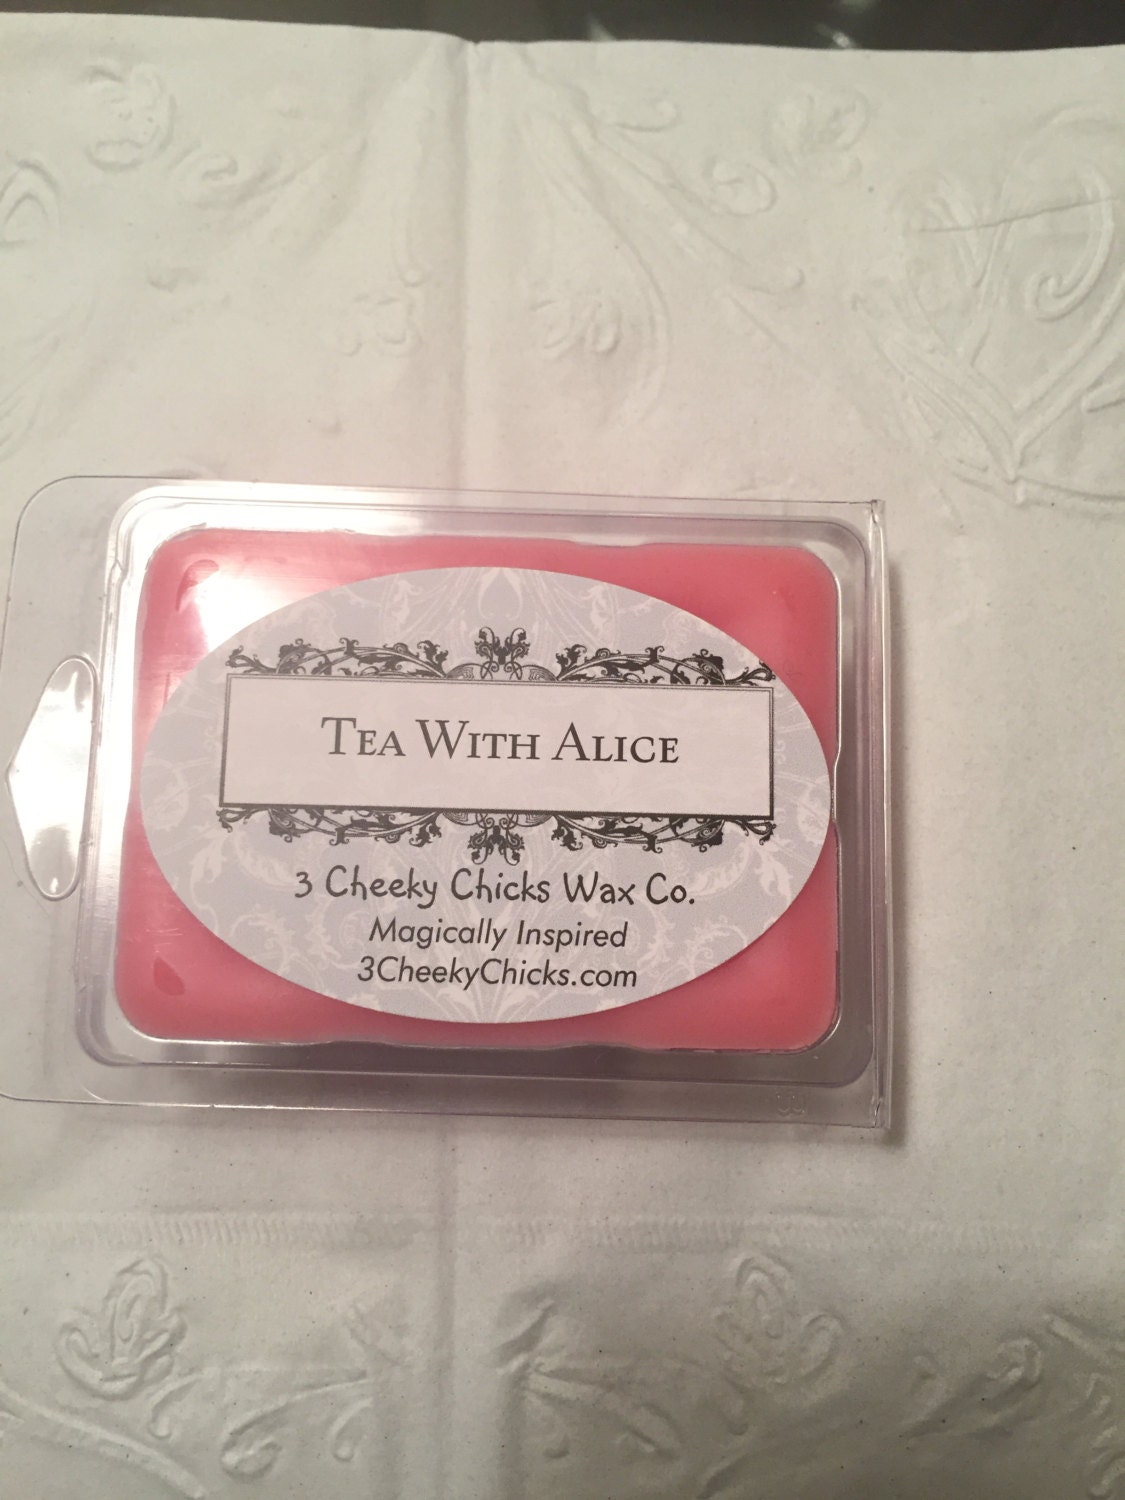 Tea With Alice
3 Cheeky Chicks Wax Co.
Magically Inspired
3CheekyChicks.com